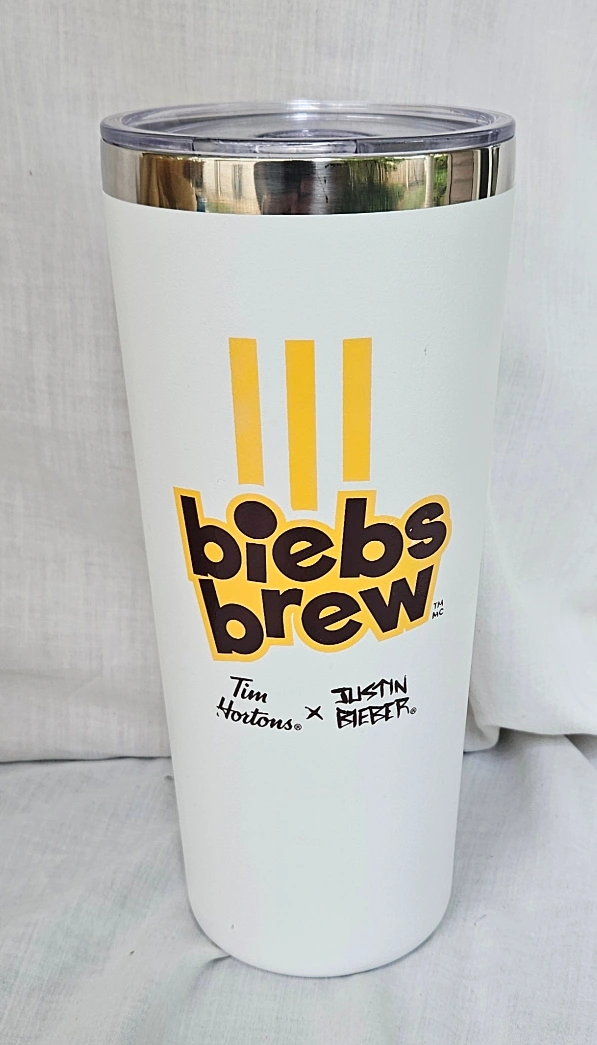 biebs
brew
TM
MC
Tim
Hortons® x JUSTIN
BIEBER®